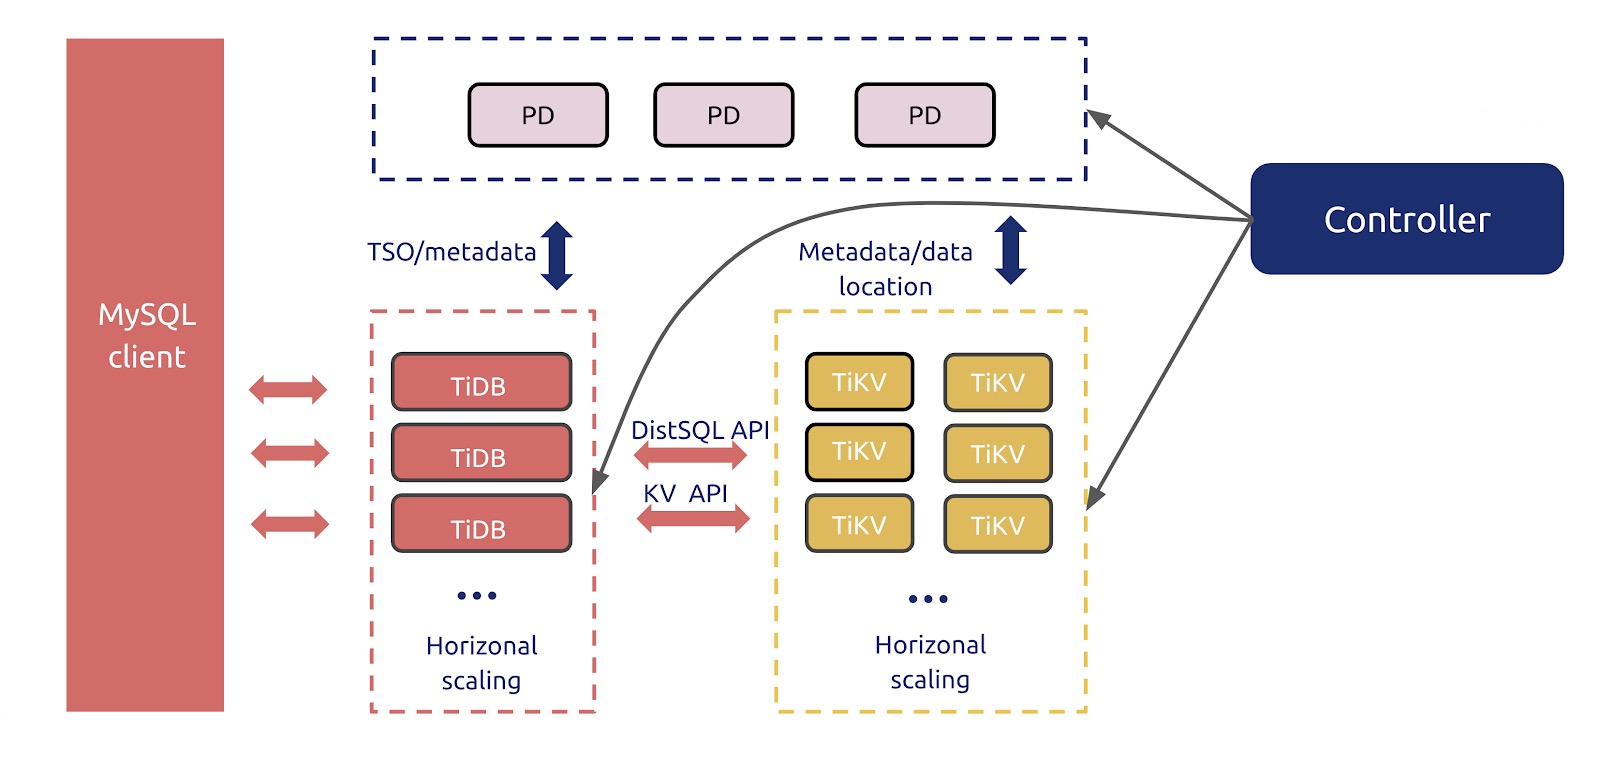 PD
PD
PD
Controller
TSO/metadata
Metadata/data
location
MySQL
client
TiDB
TiDB
TiDB
DistSQL API
KV API
TiKV
TiKV
TiKV
TiKV
TiKV
TiKV
...
Horizonal
scaling
...
Horizonal
scaling